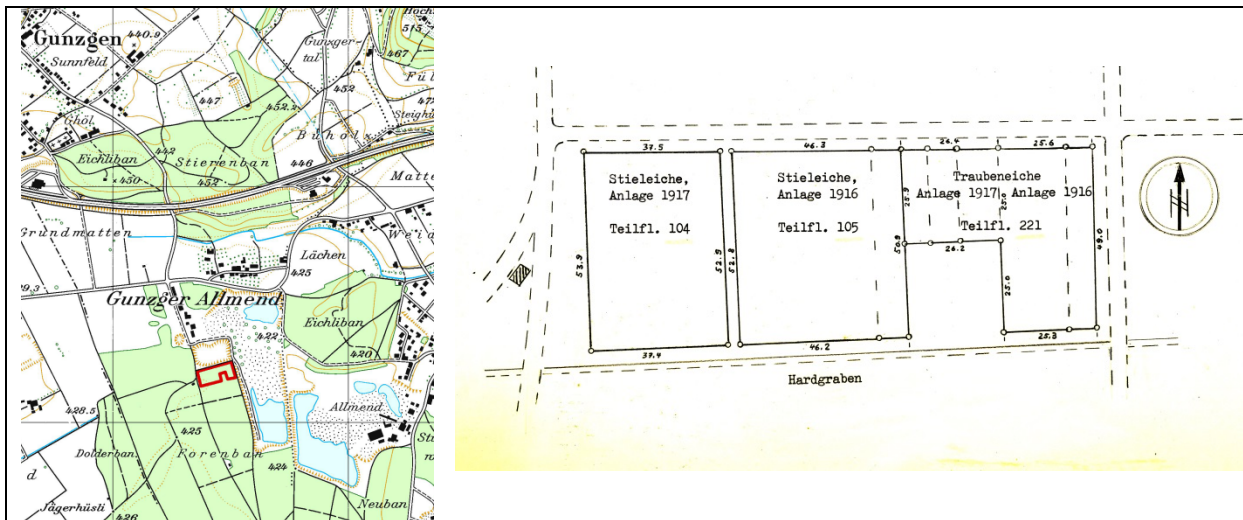 Gunzgen
440.9
Sunnfeld
Gunzger-
tal
467
447
452
452.2
Ghöl
442
Stierenban
Buholz
Eichliban
450
452
446
Grundmatten
Lächen
425
Gunzger Allmend
Eichliban
422
420
428.5
Allmend
425
Dolderban.
Forenban
424
d
Jägerhüsli
Neuban
426
37.5
46.3
26.4
25.6
Stieleiche,
Anlage 1917
Teilfl. 104
Stieleiche,
Anlage 1916
Teilfl. 105
Traubeneiche
Anlage 1917
Anlage 1916
Teilfl. 221
25.9
53.9
52.9
52.8
50.9
26.2
25.0
49.0
37.4
46.2
25.3
Hardgraben